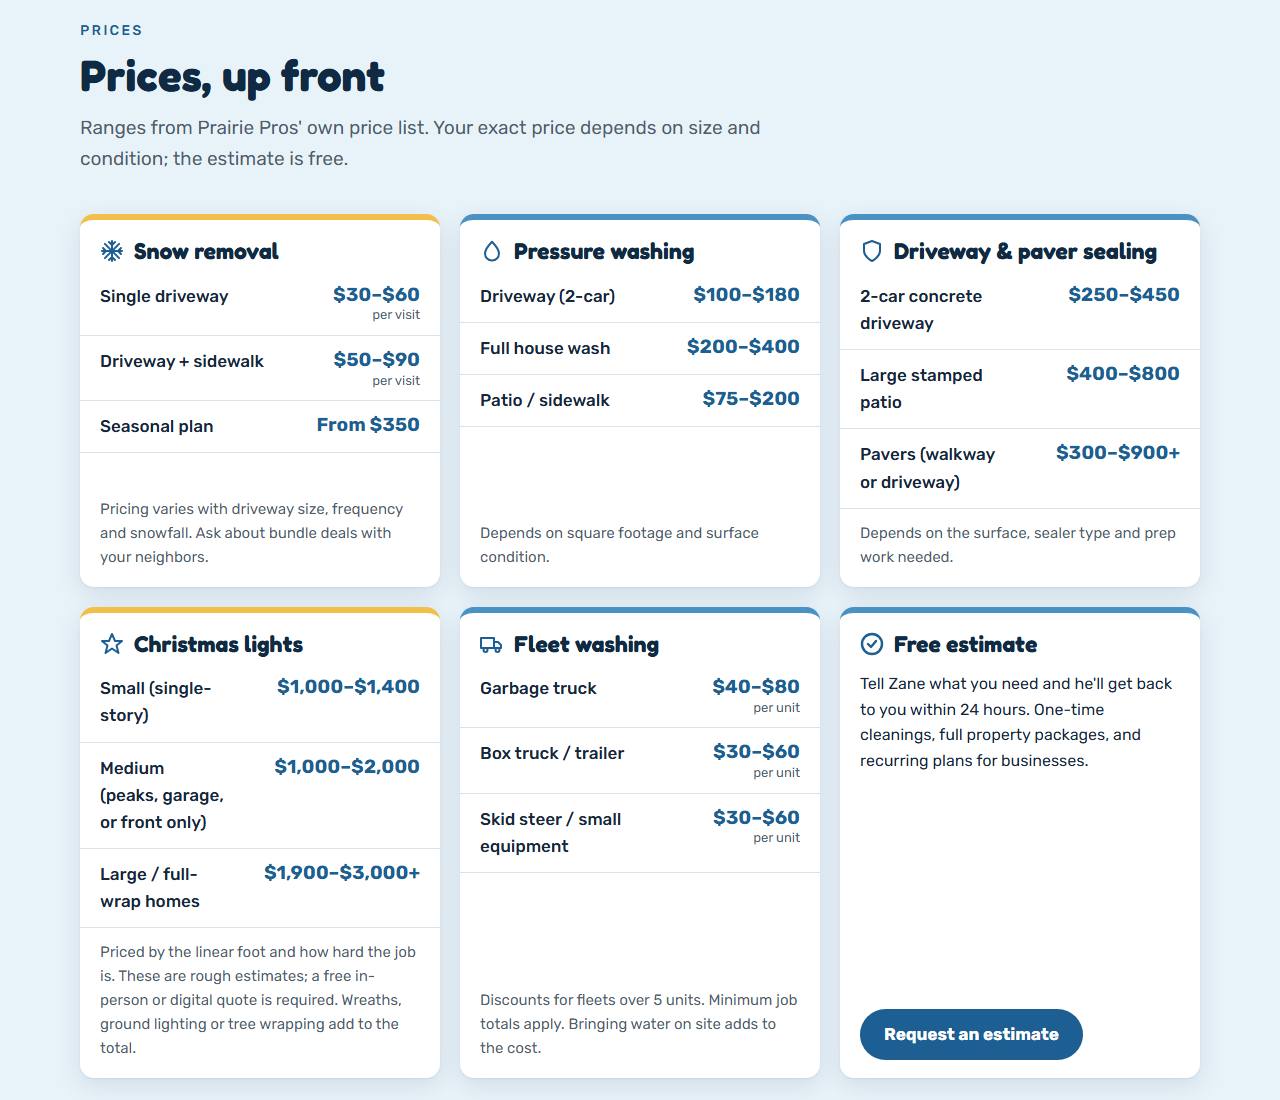 PRICES
Prices, up front
Ranges from Prairie Pros' own price list. Your exact price depends on size and
condition; the estimate is free.
Snow removal
Single driveway $30–$60
per visit
Driveway + sidewalk $50–$90
per visit
Seasonal plan From $350
Pricing varies with driveway size, frequency
and snowfall. Ask about bundle deals with
your neighbors.
Pressure washing
Driveway (2-car) $100–$180
Full house wash $200–$400
Patio / sidewalk $75–$200
Depends on square footage and surface
condition.
Driveway & paver sealing
2-car concrete $250–$450
driveway
Large stamped $400–$800
patio
Pavers (walkway $300–$900+
or driveway)
Depends on the surface, sealer type and prep
work needed.
Christmas lights
Small (single- $1,000–$1,400
story)
Medium $1,000–$2,000
(peaks, garage,
or front only)
Large / full- $1,900–$3,000+
wrap homes
Priced by the linear foot and how hard the job
is. These are rough estimates; a free in-
person or digital quote is required. Wreaths,
ground lighting or tree wrapping add to the
total.
Fleet washing
Garbage truck $40–$80
per unit
Box truck / trailer $30–$60
per unit
Skid steer / small $30–$60
equipment per unit
Discounts for fleets over 5 units. Minimum job
totals apply. Bringing water on site adds to
the cost.
Free estimate
Tell Zane what you need and he'll get back
to you within 24 hours. One-time
cleanings, full property packages, and
recurring plans for businesses.
Request an estimate